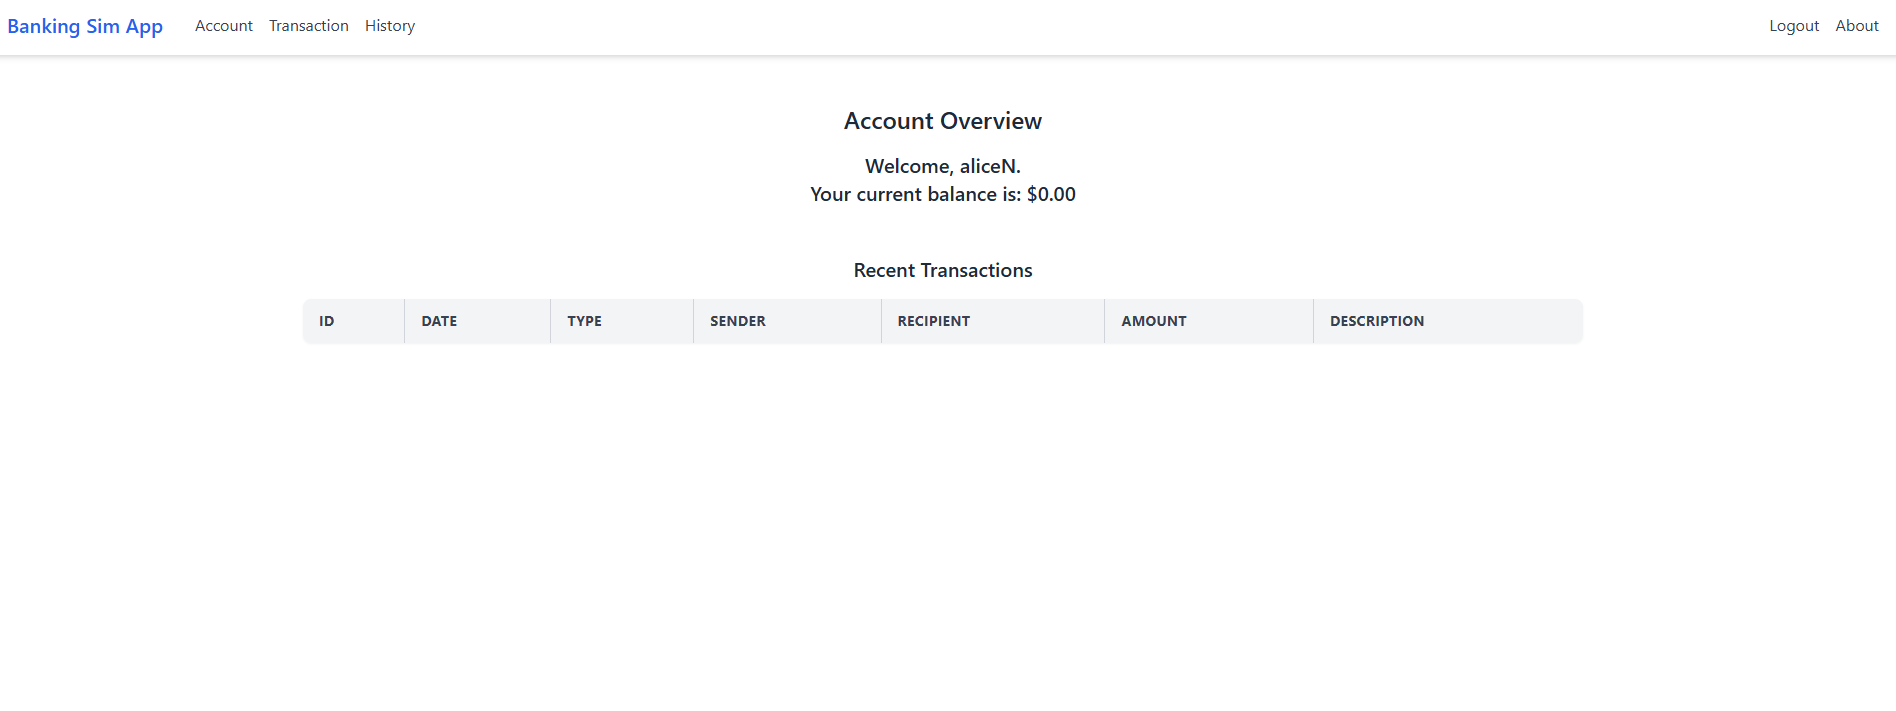 Banking Sim App Account Transaction History Logout About
Account Overview
Welcome, aliceN.
Your current balance is: $0.00
Recent Transactions
ID DATE TYPE SENDER RECIPIENT AMOUNT DESCRIPTION